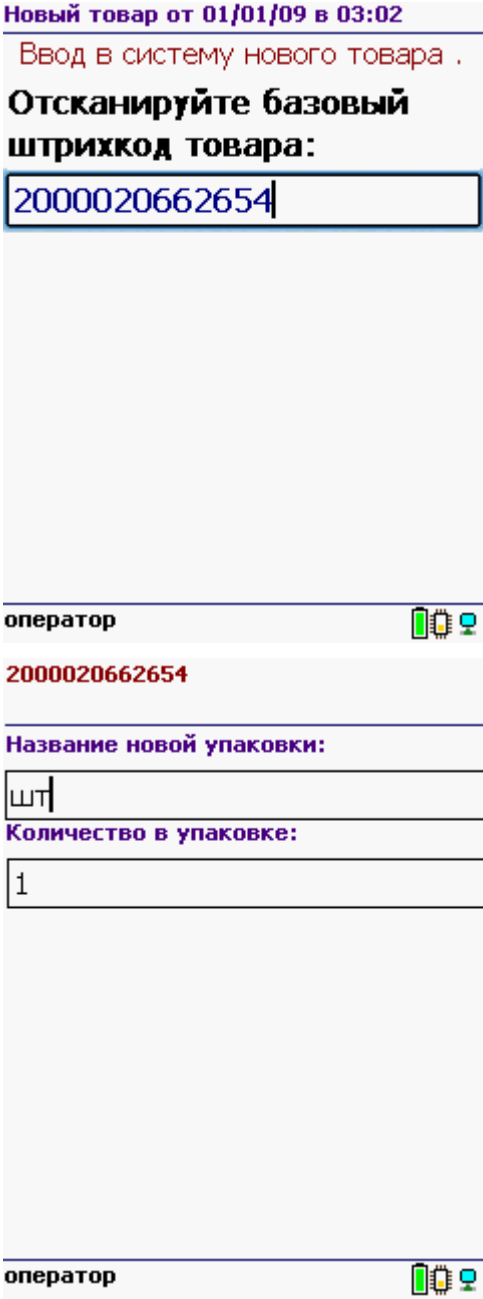 Новый товар от 01/01/09 в 03:02
Ввод в систему нового товара .
Отсканируйте базовый
штрихкод товара:
2000020662654
оператор
2000020662654
Название новой упаковки:
шт
Количество в упаковке:
1
оператор